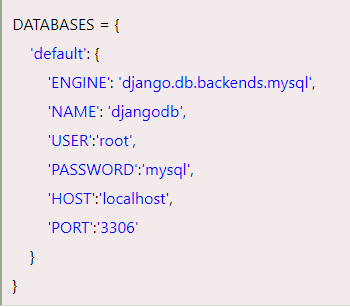 DATABASES = {
'default': {
'ENGINE': 'django.db.backends.mysql',
'NAME': 'djangodb',
'USER':'root',
'PASSWORD':'mysql',
'HOST':'localhost',
'PORT':'3306'
}
}